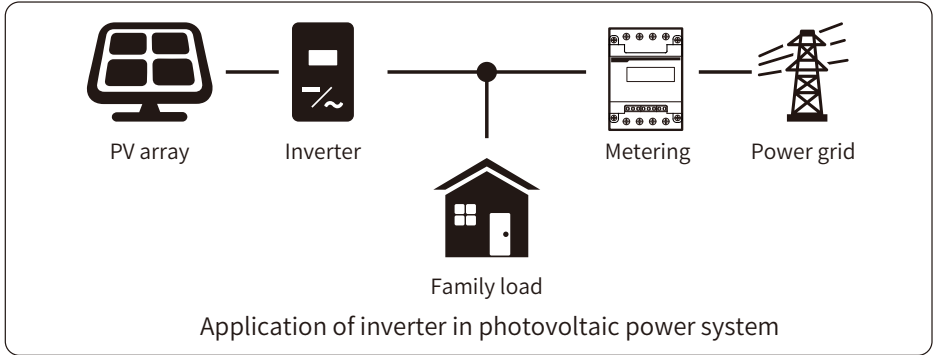 PV array
Inverter
Metering
Power grid
Family load
Application of inverter in photovoltaic power system